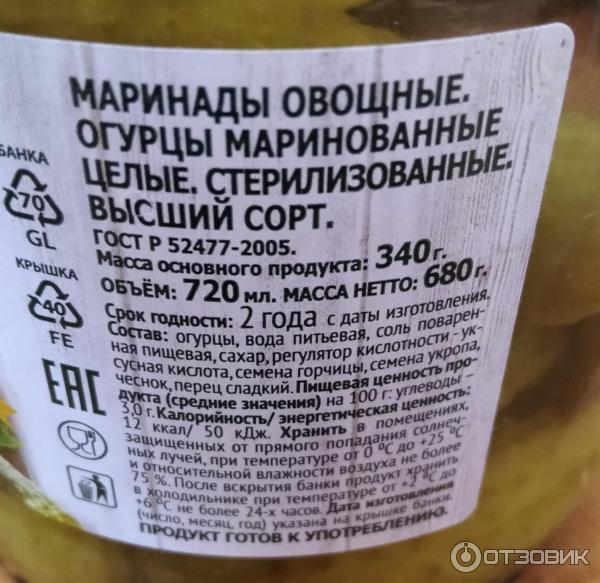 МАРИНАДЫ ОВОЩНЫЕ.
ОГУРЦЫ МАРИНОВАННЫЕ
ЦЕЛЫЕ. СТЕРИЛИЗОВАННЫЕ.
ВЫСШИЙ СОРТ.
ГОСТ Р 52477-2005.
Масса основного продукта: 340 г.
ОБЪЁМ: 720 мл. МАССА НЕТТО: 680 г.
Срок годности: 2 года с даты изготовления.
Состав: огурцы, вода питьевая, соль поварен-
ная пищевая, сахар, регулятор кислотности - ук-
сусная кислота, семена горчицы, семена укропа,
чеснок, перец сладкий. Пищевая ценность про-
дукта (средние значения) на 100 г: углеводы –
3,0 г. Калорийность/ энергетическая ценность:
12 ккал/ 50 кДж. Хранить в помещениях,
защищенных от прямого попадания солнеч-
ных лучей, при температуре от 0 °С до +25 °С
и относительной влажности воздуха не более
75 %. После вскрытия банки продукт хранить
в холодильнике при температуре от +2 °С до
+6 °С не более 24-х часов. Дата изготовления
(число, месяц, год) указана на крышке банки.
ПРОДУКТ ГОТОВ К УПОТРЕБЛЕНИЮ.
БАНКА
70
GL
КРЫШКА
40
FE
EAC
ОТЗОВИК